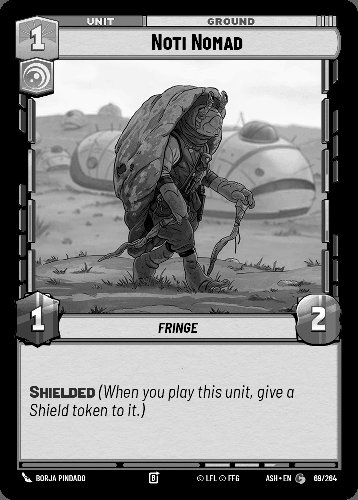 UNIT
GROUND
1
NOTI NOMAD
1
2
FRINGE
SHIELDED (When you play this unit, give a
Shield token to it.)
BORJA PINDADO
© LFL © FFG
ASH • EN
69/264